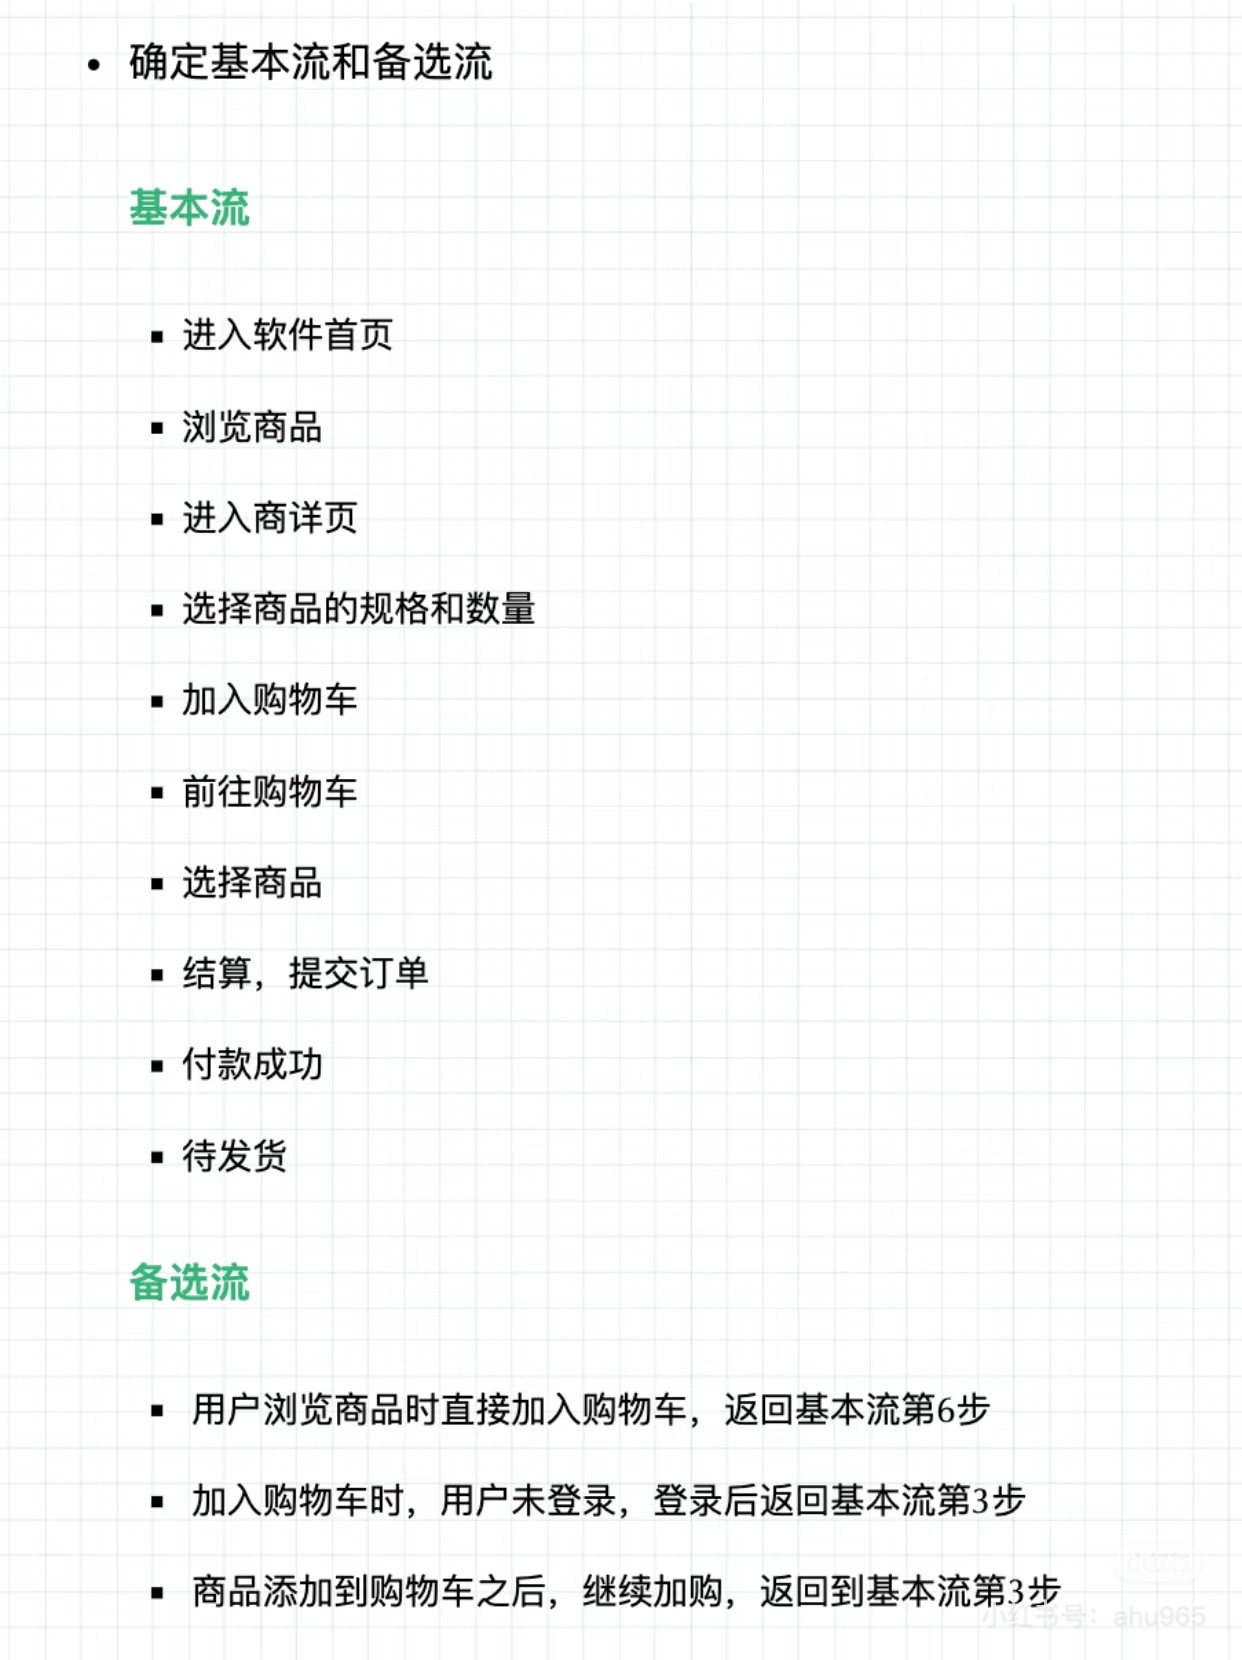 确定基本流和备选流
基本流
进入软件首页
浏览商品
进入商详页
选择商品的规格和数量
加入购物车
前往购物车
选择商品
结算，提交订单
付款成功
待发货
备选流
用户浏览商品时直接加入购物车，返回基本流第6步
加入购物车时，用户未登录，登录后返回基本流第3步
商品添加到购物车之后，继续加购，返回到基本流第3步
小红书
小红书号：ahu965